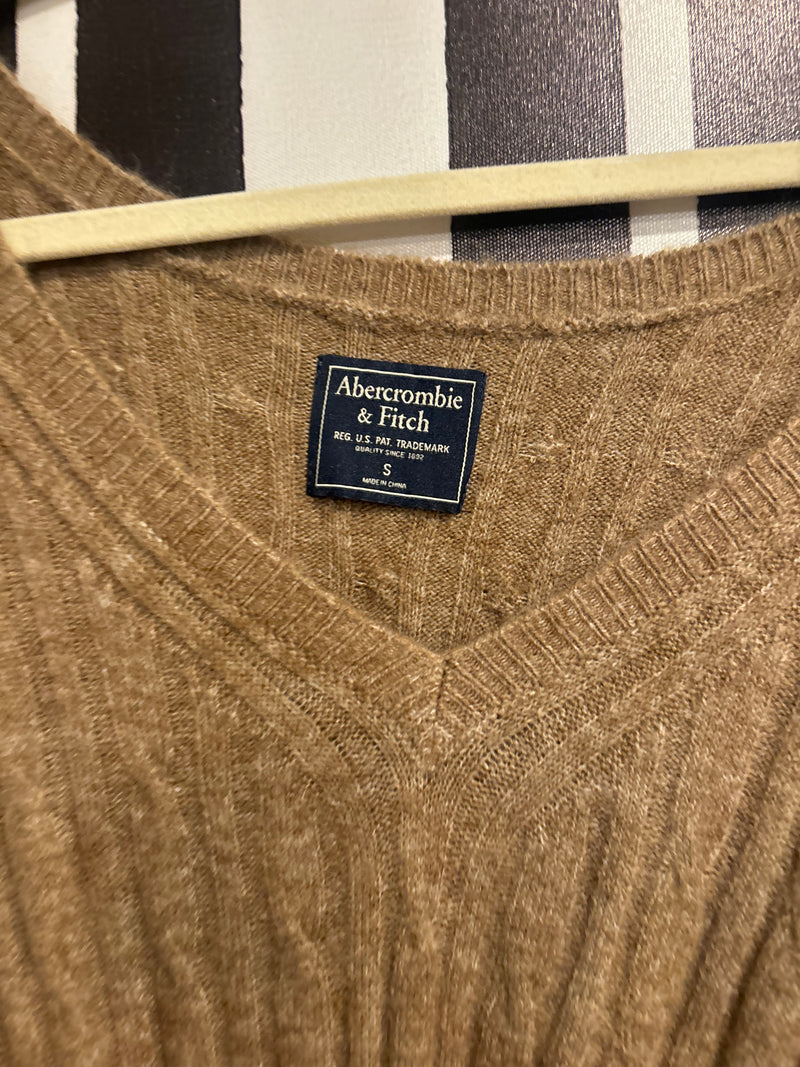 Abercrombie
& Fitch
REG. U.S. PAT. TRADEMARK
QUALITY SINCE 1892
S
MADE IN CHINA